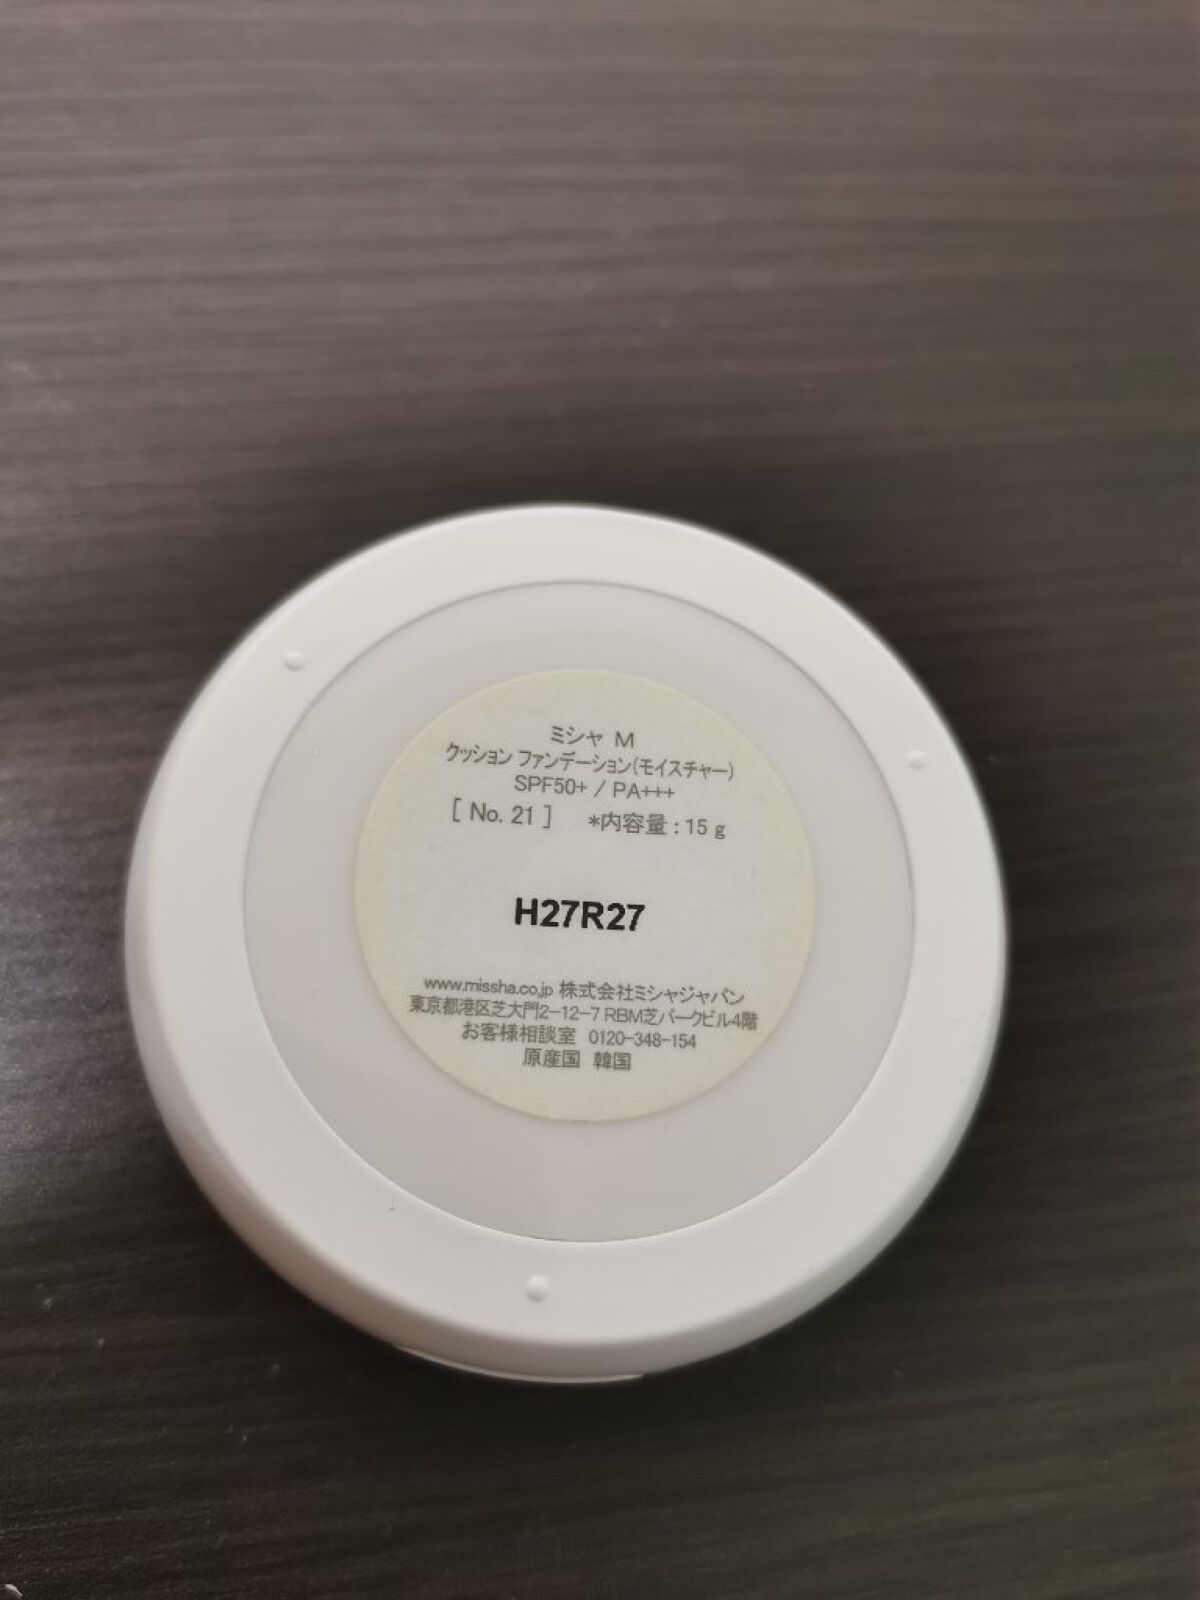 ミシャ M
クッション ファンデーション(モイスチャー)
SPF50+ / PA+++
[ No. 21 ] *内容量 : 15 g
H27R27
www.missha.co.jp 株式会社ミシャジャパン
東京都港区芝大門2-12-7 RBM芝パークビル4階
お客様相談室 0120-348-154
原産国 韓国